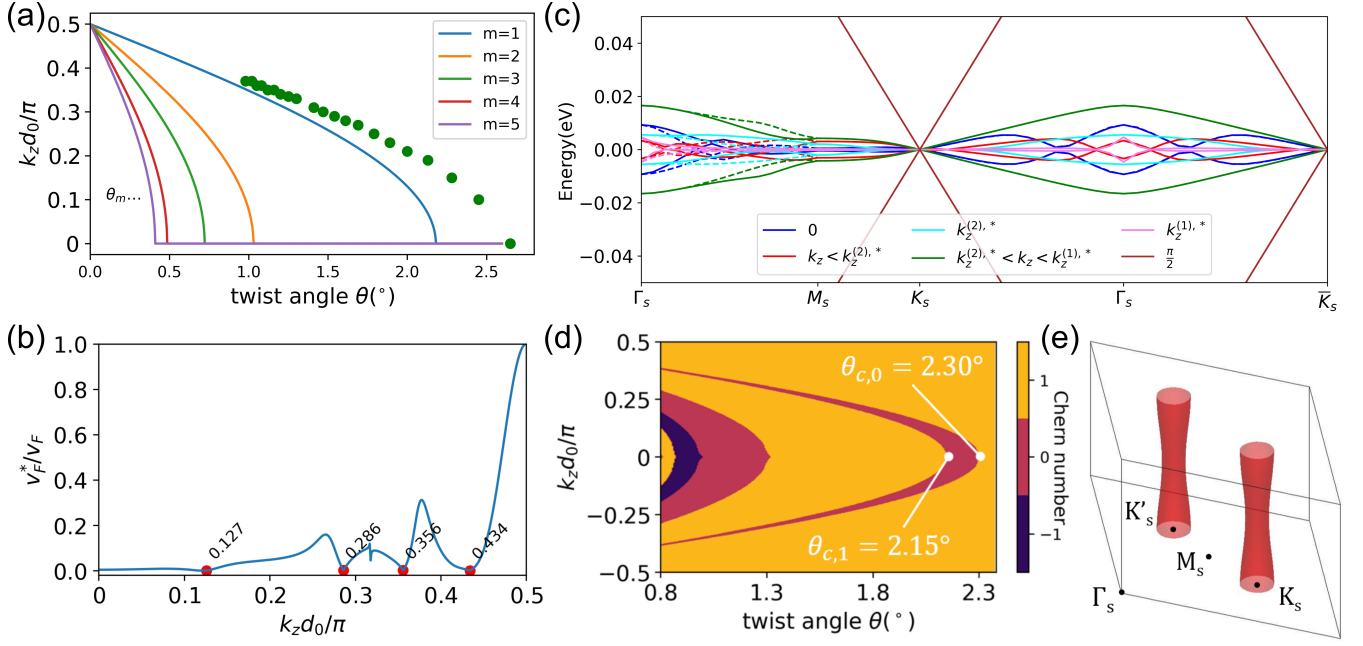 (a)
0.5
0.4
0.3
0.2
0.1
0
k_z d_0/π
m=1
m=2
m=3
m=4
m=5
θ_m...
0.0 0.5 1.0 1.5 2.0 2.5
twist angle θ(°)
(c)
0.04
0.02
0.00
−0.02
−0.04
Energy(eV)
0 k_z^{(2),*} k_z^{(1),*}
k_z < k_z^{(2),*} k_z^{(2),*} < k_z < k_z^{(1),*} π/2
Γ_s M_s K_s Γ_s K̅_s
(b)
1.0
0.8
0.6
0.4
0.2
0.0
v_F^*/v_F
0.127
0.286
0.356
0.434
0 0.1 0.2 0.3 0.4 0.5
k_z d_0/π
(d)
0.5
0.25
0
−0.25
−0.5
k_z d_0/π
θ_{c,0} = 2.30°
θ_{c,1} = 2.15°
0.8 1.3 1.8 2.3
twist angle θ(°)
1
0
−1
Chern number
(e)
K'_s
M_s
Γ_s
K_s